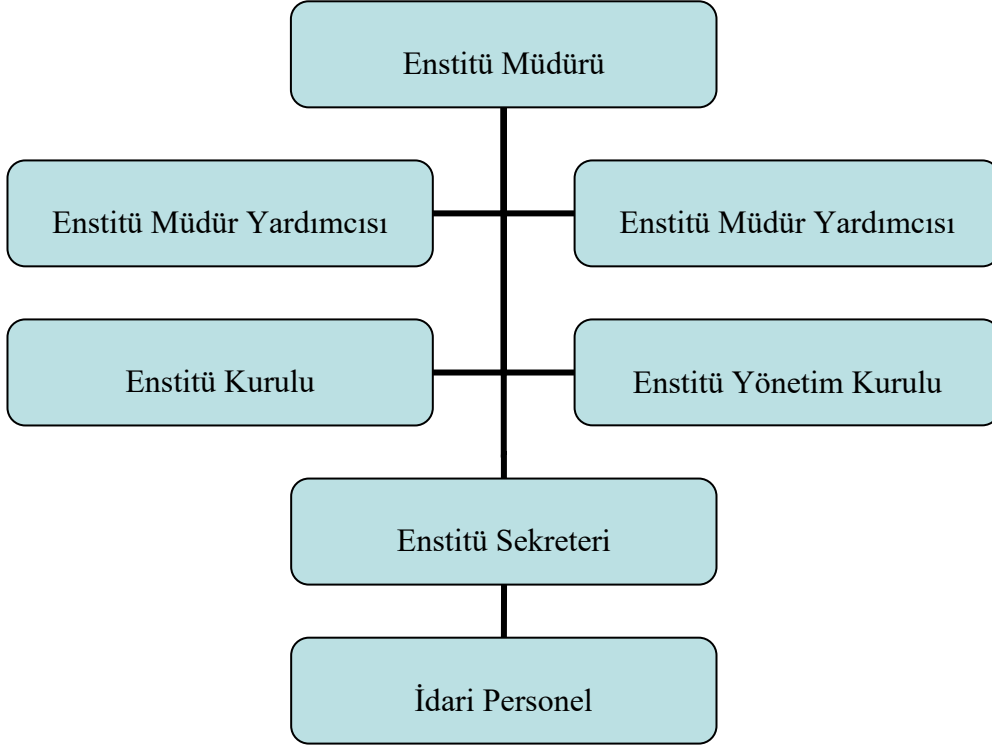 Enstitü Müdürü
Enstitü Müdür Yardımcısı
Enstitü Müdür Yardımcısı
Enstitü Kurulu
Enstitü Yönetim Kurulu
Enstitü Sekreteri
İdari Personel